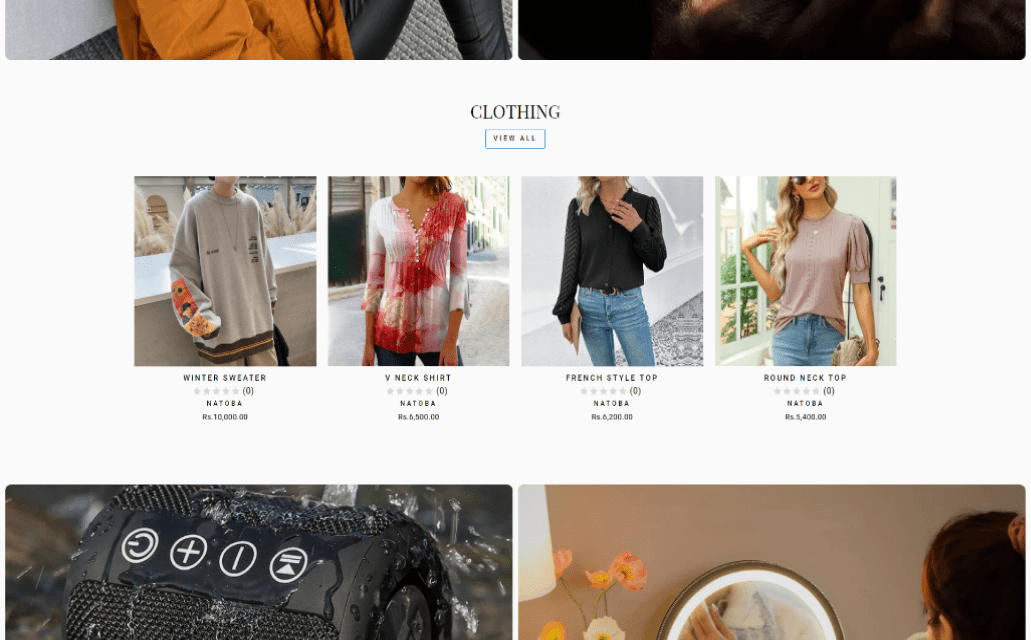 CLOTHING
VIEW ALL
WINTER SWEATER
(0)
NATOBA
Rs.10,000.00
V NECK SHIRT
(0)
NATOBA
Rs.6,500.00
FRENCH STYLE TOP
(0)
NATOBA
Rs.6,200.00
ROUND NECK TOP
(0)
NATOBA
Rs.5,400.00